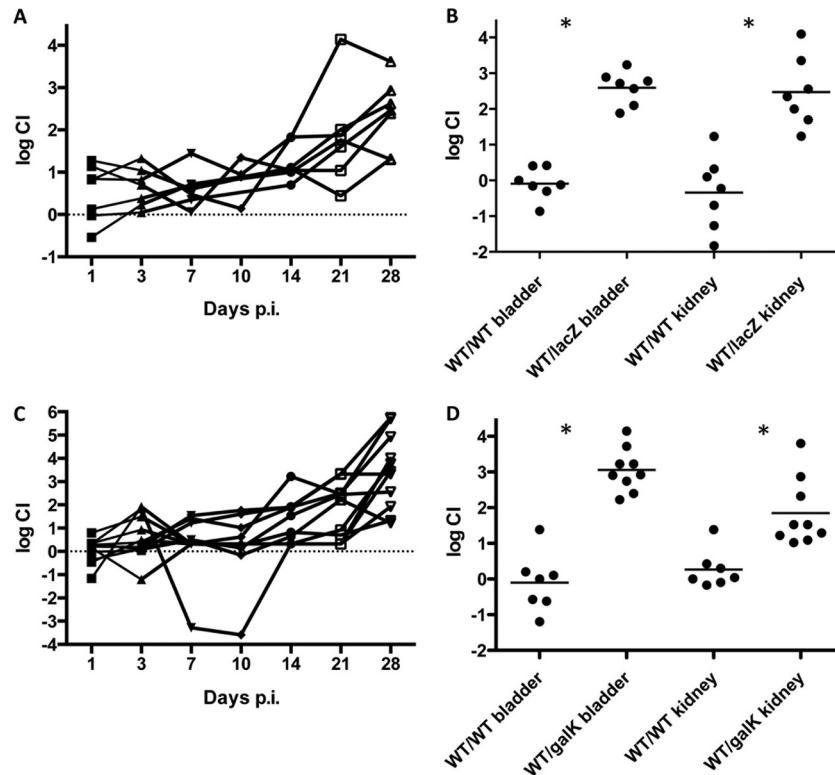 A
log CI
4
3
2
1
0
-1
1 3 7 10 14 21 28
Days p.i.
B
* *
log CI
4
3
2
1
0
-1
-2
WT/WT bladder
WT/lacZ bladder
WT/WT kidney
WT/lacZ kidney
C
log CI
6
5
4
3
2
1
0
-1
-2
-3
-4
1 3 7 10 14 21 28
Days p.i.
D
* *
log CI
4
3
2
1
0
-1
-2
WT/WT bladder
WT/galK bladder
WT/WT kidney
WT/galK kidney